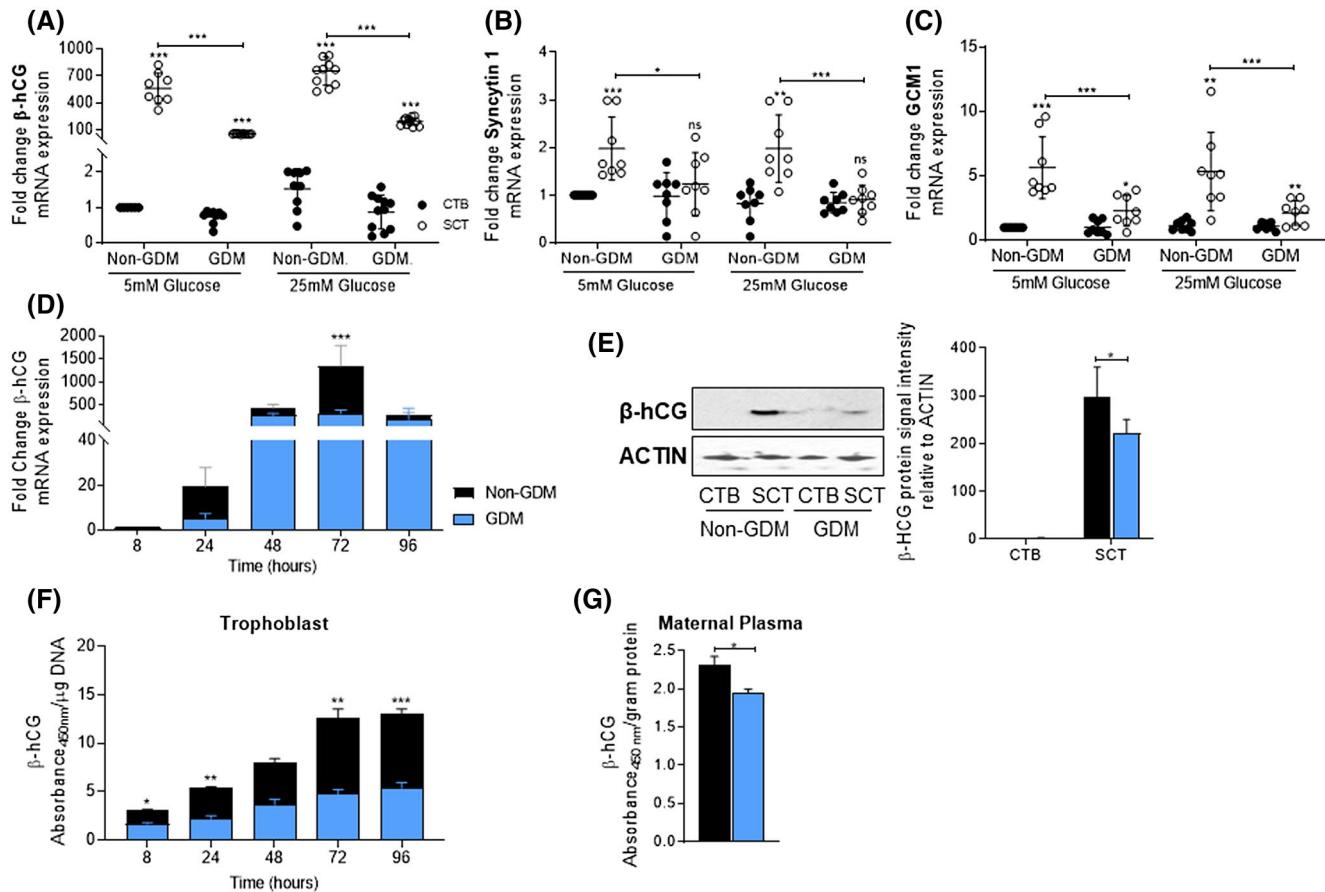 (A)
Fold change β-hCG
mRNA expression
1000
700
400
100
2
1
0
***
***
***
***
***
***
CTB
SCT
Non-GDM
GDM
Non-GDM.
GDM.
5mM Glucose
25mM Glucose
(B)
Fold change Syncytin 1
mRNA expression
4
3
2
1
0
***
*
ns
**
***
ns
Non-GDM
GDM
Non-GDM
GDM
5mM Glucose
25mM Glucose
(C)
Fold change GCM1
mRNA expression
15
10
5
0
***
***
*
**
***
**
Non-GDM
GDM
Non-GDM
GDM
5mM Glucose
25mM Glucose
(D)
Fold Change β-hCG
mRNA expression
2000
1500
1000
500
40
20
0
***
8
24
48
72
96
Time (hours)
Non-GDM
GDM
(E)
β-hCG
ACTIN
CTB SCT CTB SCT
Non-GDM
GDM
β-HCG protein signal intensity
relative to ACTIN
400
300
200
100
0
*
CTB
SCT
(F)
Trophoblast
β-hCG
Absorbance450nm/μg DNA
20
15
10
5
0
*
**
**
***
8
24
48
72
96
Time (hours)
(G)
Maternal Plasma
β-hCG
Absorbance450 nm/gram protein
2.5
2.0
1.5
1.0
0.5
0.0
*